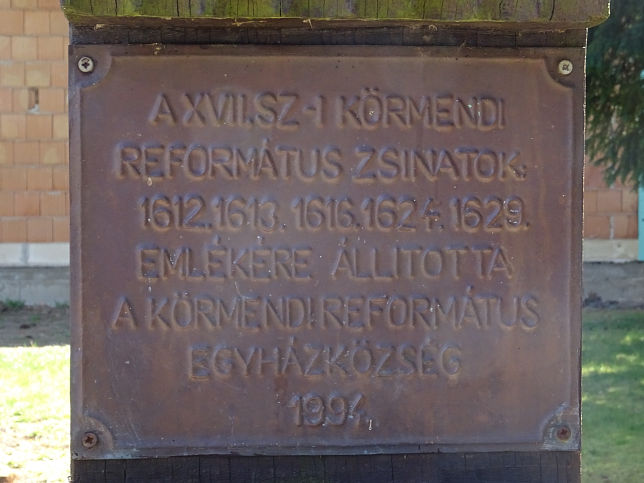 A XVII.SZ-I KÖRMENDI
REFORMÁTUS ZSINATOK:
1612.1613.1616.1624.1629.
EMLÉKÉRE ÁLLÍTOTTA
A KÖRMENDI REFORMÁTUS
EGYHÁZKÖZSÉG
1994.